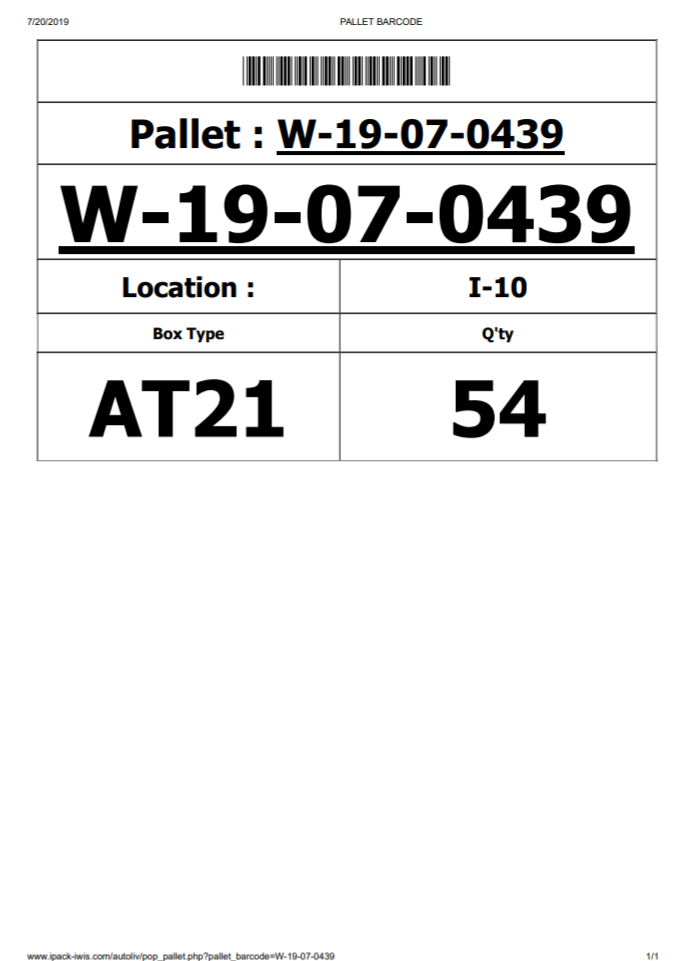 7/20/2019 PALLET BARCODE
Pallet : W-19-07-0439
W-19-07-0439
Location : I-10
Box Type Q'ty
AT21 54
www.ipack-iwis.com/autoliv/pop_pallet.php?pallet_barcode=W-19-07-0439 1/1